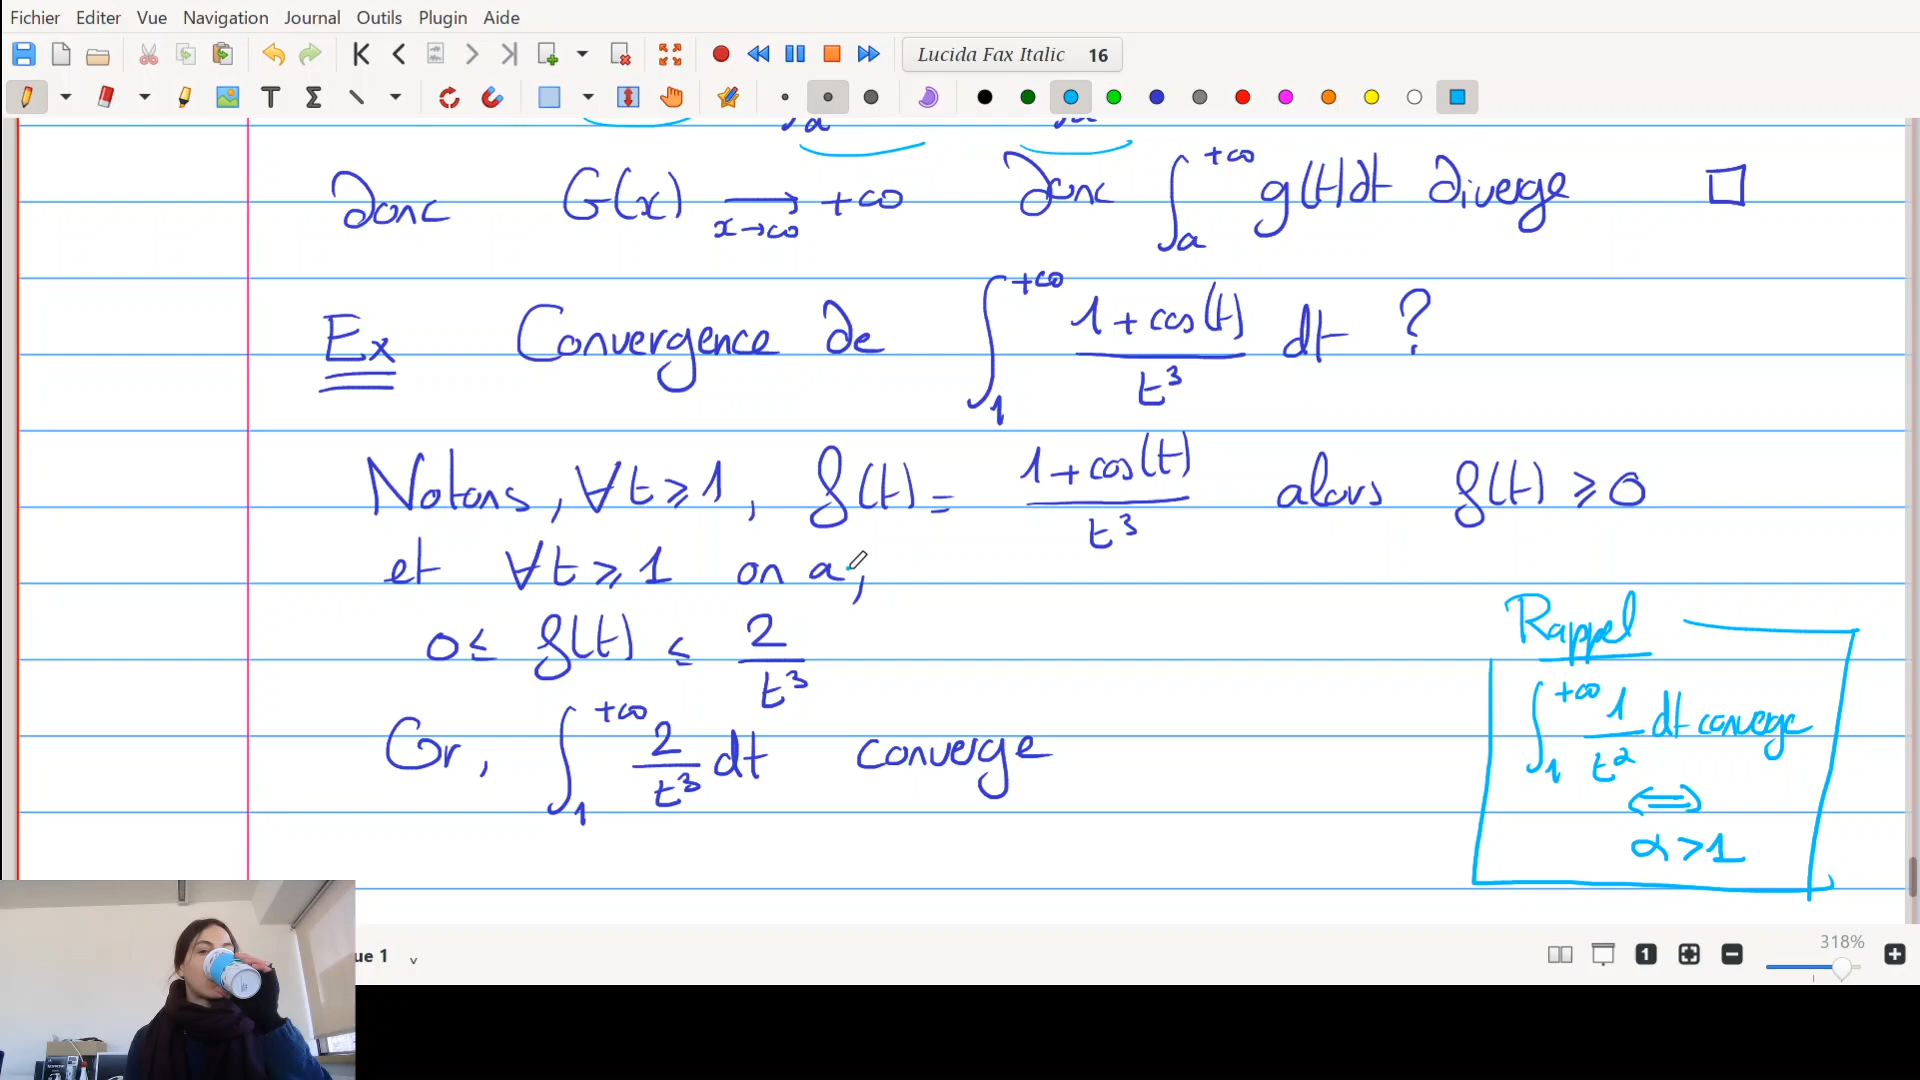 Fichier Editer Vue Navigation Journal Outils Plugin Aide
Lucida Fax Italic 16
Donc G(x) ⟶ +∞ donc ∫ₐ^{+∞} g(t)dt diverge □
x→∞
Ex Convergence de ∫₁^{+∞} (1+cos(t))/t³ dt ?
Notons, ∀t ≥ 1, f(t) = (1+cos(t))/t³ alors f(t) ≥ 0
et ∀t ≥ 1 on a,
0 ≤ f(t) ≤ 2/t³
Or, ∫₁^{+∞} 2/t³ dt converge
Rappel
∫₁^{+∞} 1/t^α dt converge
⟺
α > 1
ue 1
318%